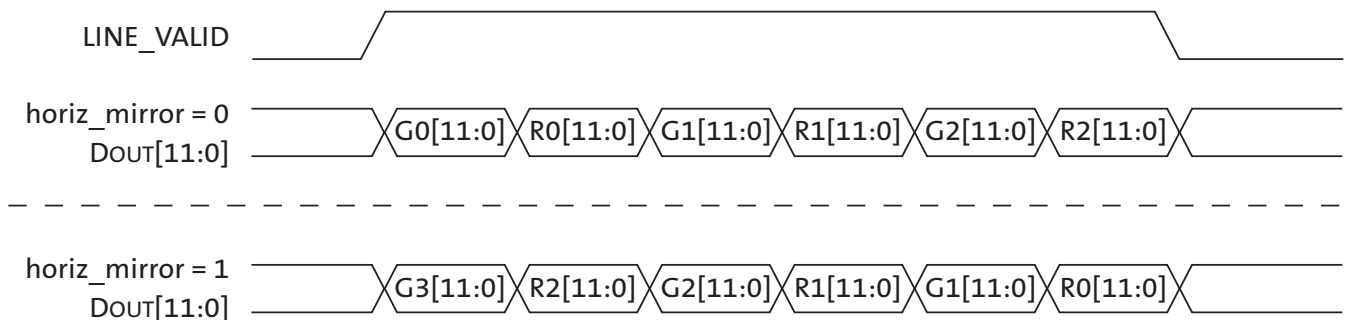 LINE_VALID
horiz_mirror = 0
DOUT[11:0]
G0[11:0] R0[11:0] G1[11:0] R1[11:0] G2[11:0] R2[11:0]
horiz_mirror = 1
DOUT[11:0]
G3[11:0] R2[11:0] G2[11:0] R1[11:0] G1[11:0] R0[11:0]